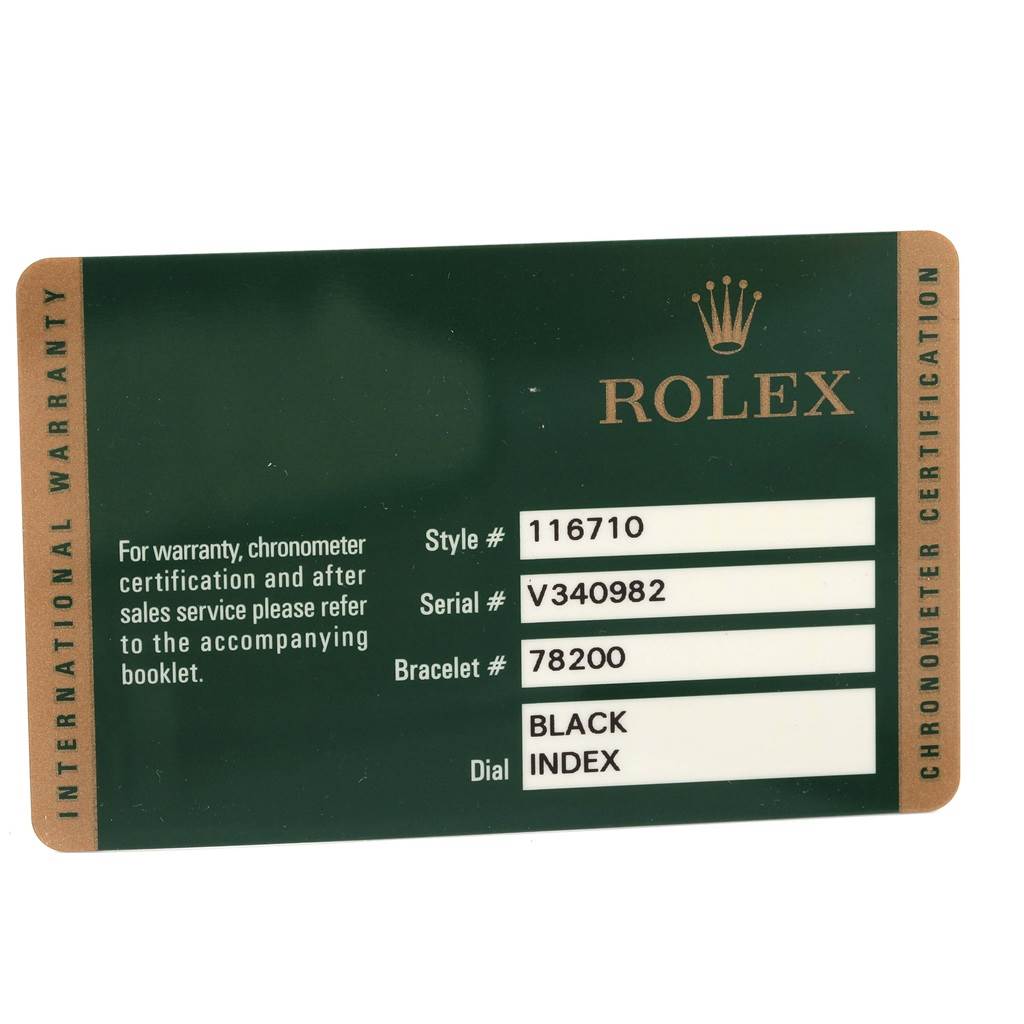 INTERNATIONAL WARRANTY
ROLEX
For warranty, chronometer
certification and after
sales service please refer
to the accompanying
booklet.
Style # 116710
Serial # V340982
Bracelet # 78200
Dial BLACK
INDEX
CHRONOMETER CERTIFICATION